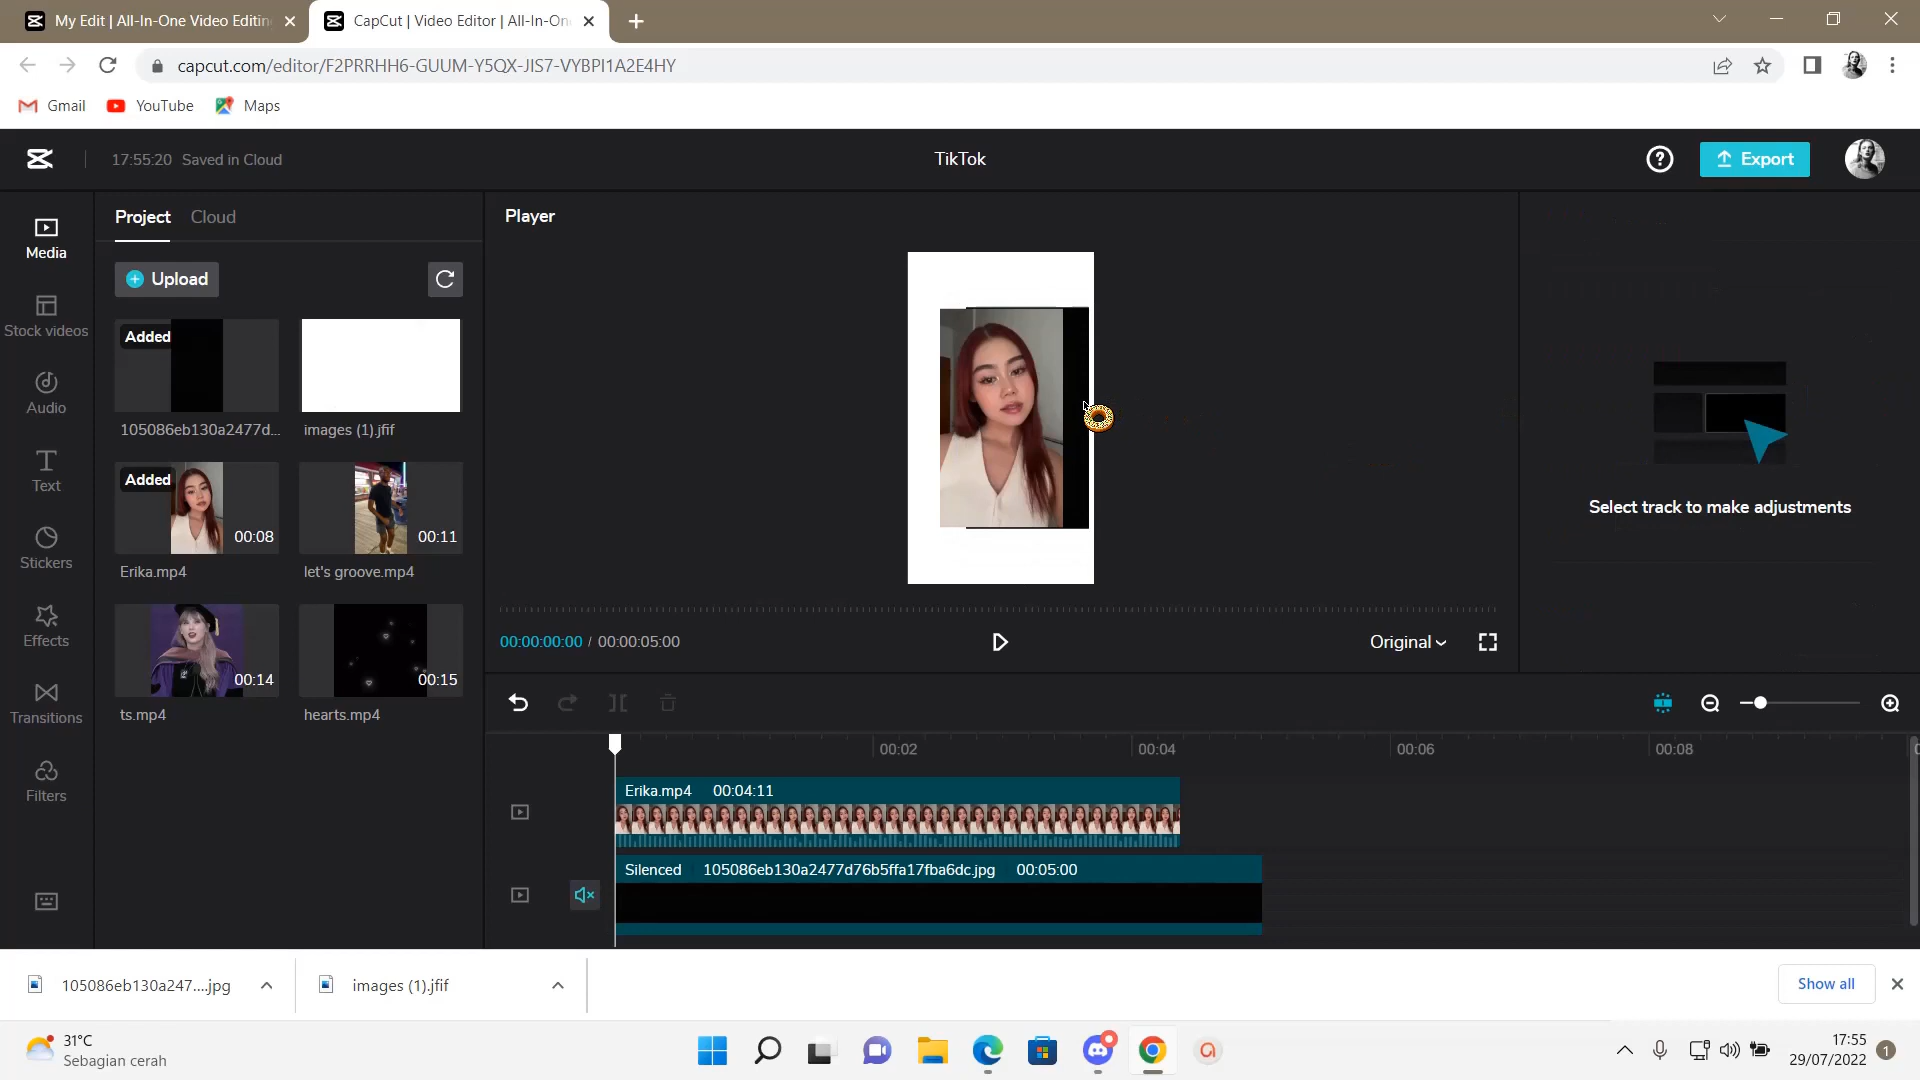 My Edit | All-In-One Video Editin
CapCut | Video Editor | All-In-On
capcut.com/editor/F2PRRHH6-GUUM-Y5QX-JIS7-VYBPI1A2E4HY
Gmail
YouTube
Maps
17:55:20 Saved in Cloud
TikTok
Export
Media
Stock videos
Audio
Text
Stickers
Effects
Transitions
Filters
Project
Cloud
Upload
Added
105086eb130a2477d...
images (1).jfif
Added
00:08
00:11
Erika.mp4
let's groove.mp4
00:14
00:15
ts.mp4
hearts.mp4
Player
00:00:00:00 / 00:00:05:00
Original
Select track to make adjustments
00:02
00:04
00:06
00:08
Erika.mp4 00:04:11
Silenced 105086eb130a2477d76b5ffa17fba6dc.jpg 00:05:00
105086eb130a247....jpg
images (1).jfif
Show all
31°C
Sebagian cerah
17:55
29/07/2022
1